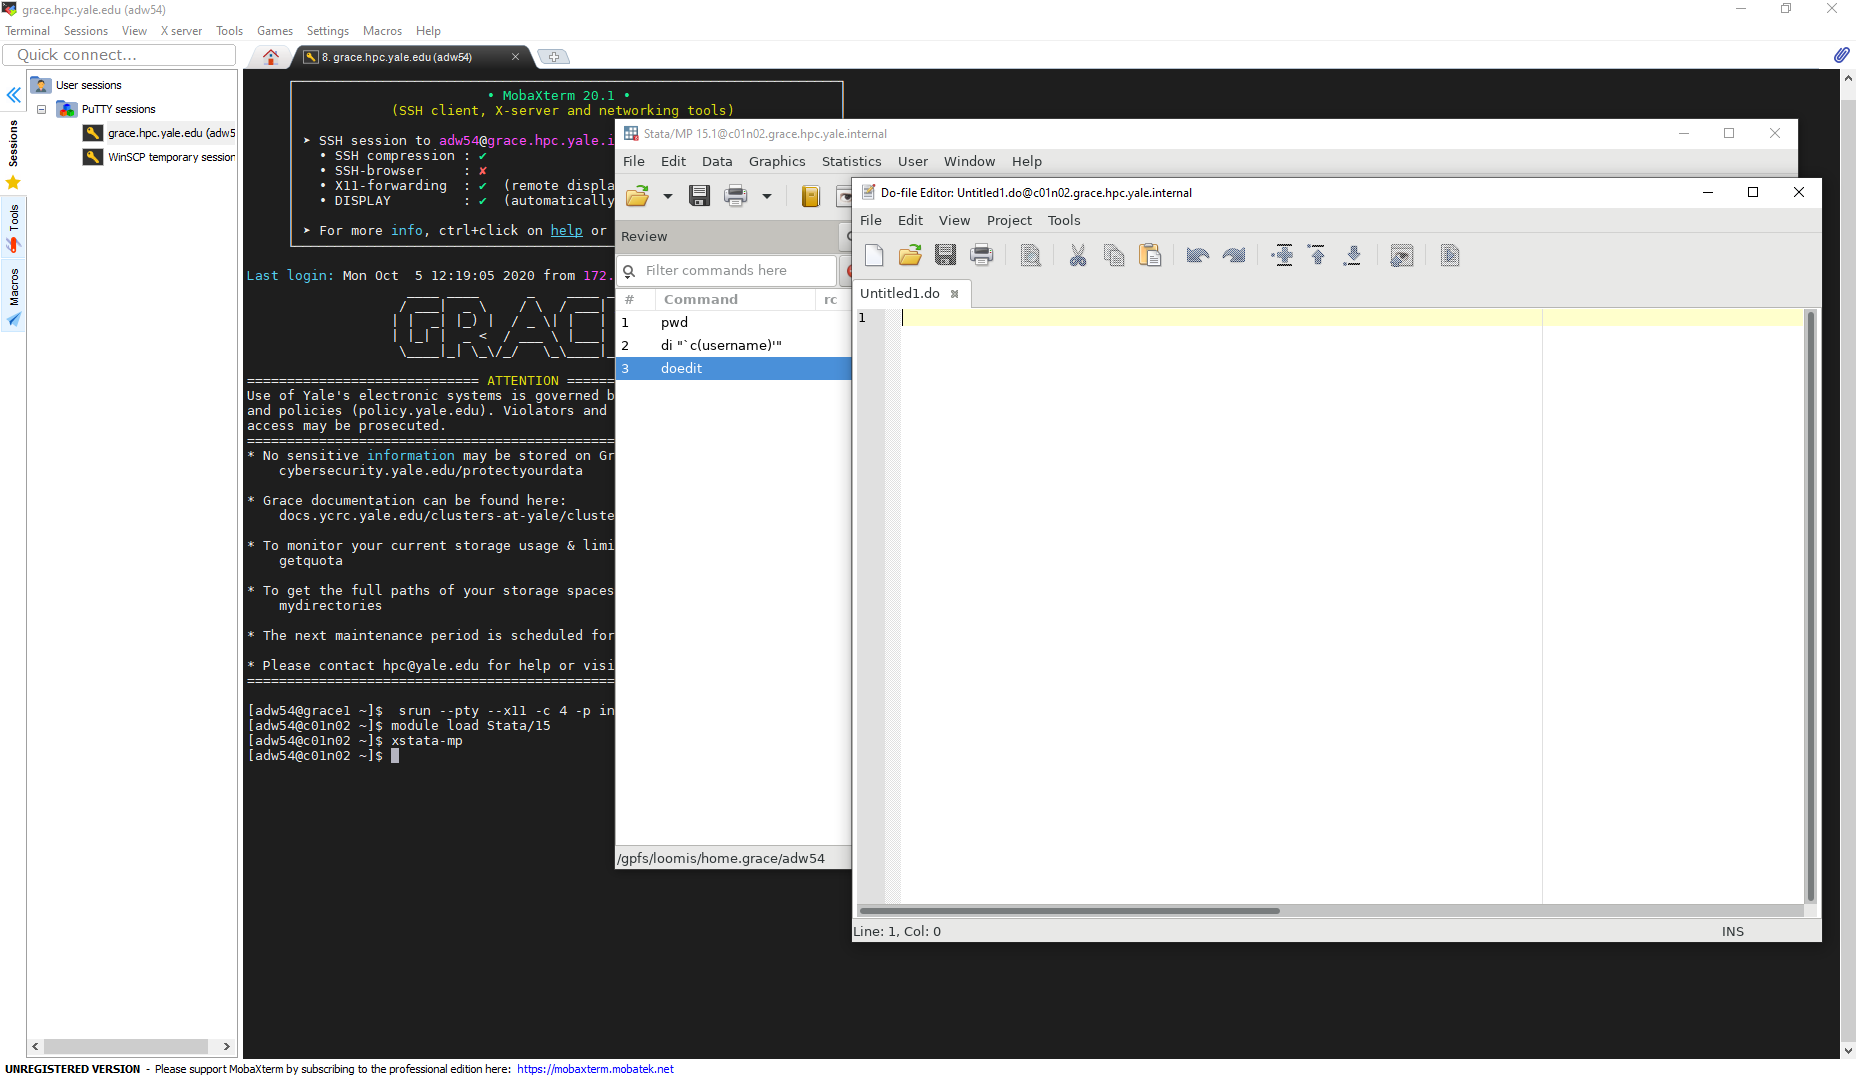 grace.hpc.yale.edu (adw54)
Terminal Sessions View X server Tools Games Settings Macros Help
Quick connect...
8. grace.hpc.yale.edu (adw54)
User sessions
PuTTY sessions
grace.hpc.yale.edu (adw5
WinSCP temporary session
Sessions
Tools
Macros
• MobaXterm 20.1 •
(SSH client, X-server and networking tools)
➤ SSH session to adw54@grace.hpc.yale.i
• SSH compression : ✔
• SSH-browser : ✘
• X11-forwarding : ✔ (remote displa
• DISPLAY : ✔ (automatically
➤ For more info, ctrl+click on help or
Last login: Mon Oct  5 12:19:05 2020 from 172.
============================= ATTENTION ======
Use of Yale's electronic systems is governed b
and policies (policy.yale.edu). Violators and
access may be prosecuted.
==============================================
* No sensitive information may be stored on Gr
cybersecurity.yale.edu/protectyourdata
* Grace documentation can be found here:
docs.ycrc.yale.edu/clusters-at-yale/cluste
* To monitor your current storage usage & limi
getquota
* To get the full paths of your storage spaces
mydirectories
* The next maintenance period is scheduled for
* Please contact hpc@yale.edu for help or visi
==============================================
[adw54@grace1 ~]$  srun --pty --x11 -c 4 -p in
[adw54@c01n02 ~]$ module load Stata/15
[adw54@c01n02 ~]$ xstata-mp
[adw54@c01n02 ~]$
Stata/MP 15.1@c01n02.grace.hpc.yale.internal
File Edit Data Graphics Statistics User Window Help
Review
Filter commands here
# Command rc
1 pwd
2 di "`c(username)'"
3 doedit
/gpfs/loomis/home.grace/adw54
Do-file Editor: Untitled1.do@c01n02.grace.hpc.yale.internal
File Edit View Project Tools
Untitled1.do
1
Line: 1, Col: 0 INS
UNREGISTERED VERSION - Please support MobaXterm by subscribing to the professional edition here: https://mobaxterm.mobatek.net